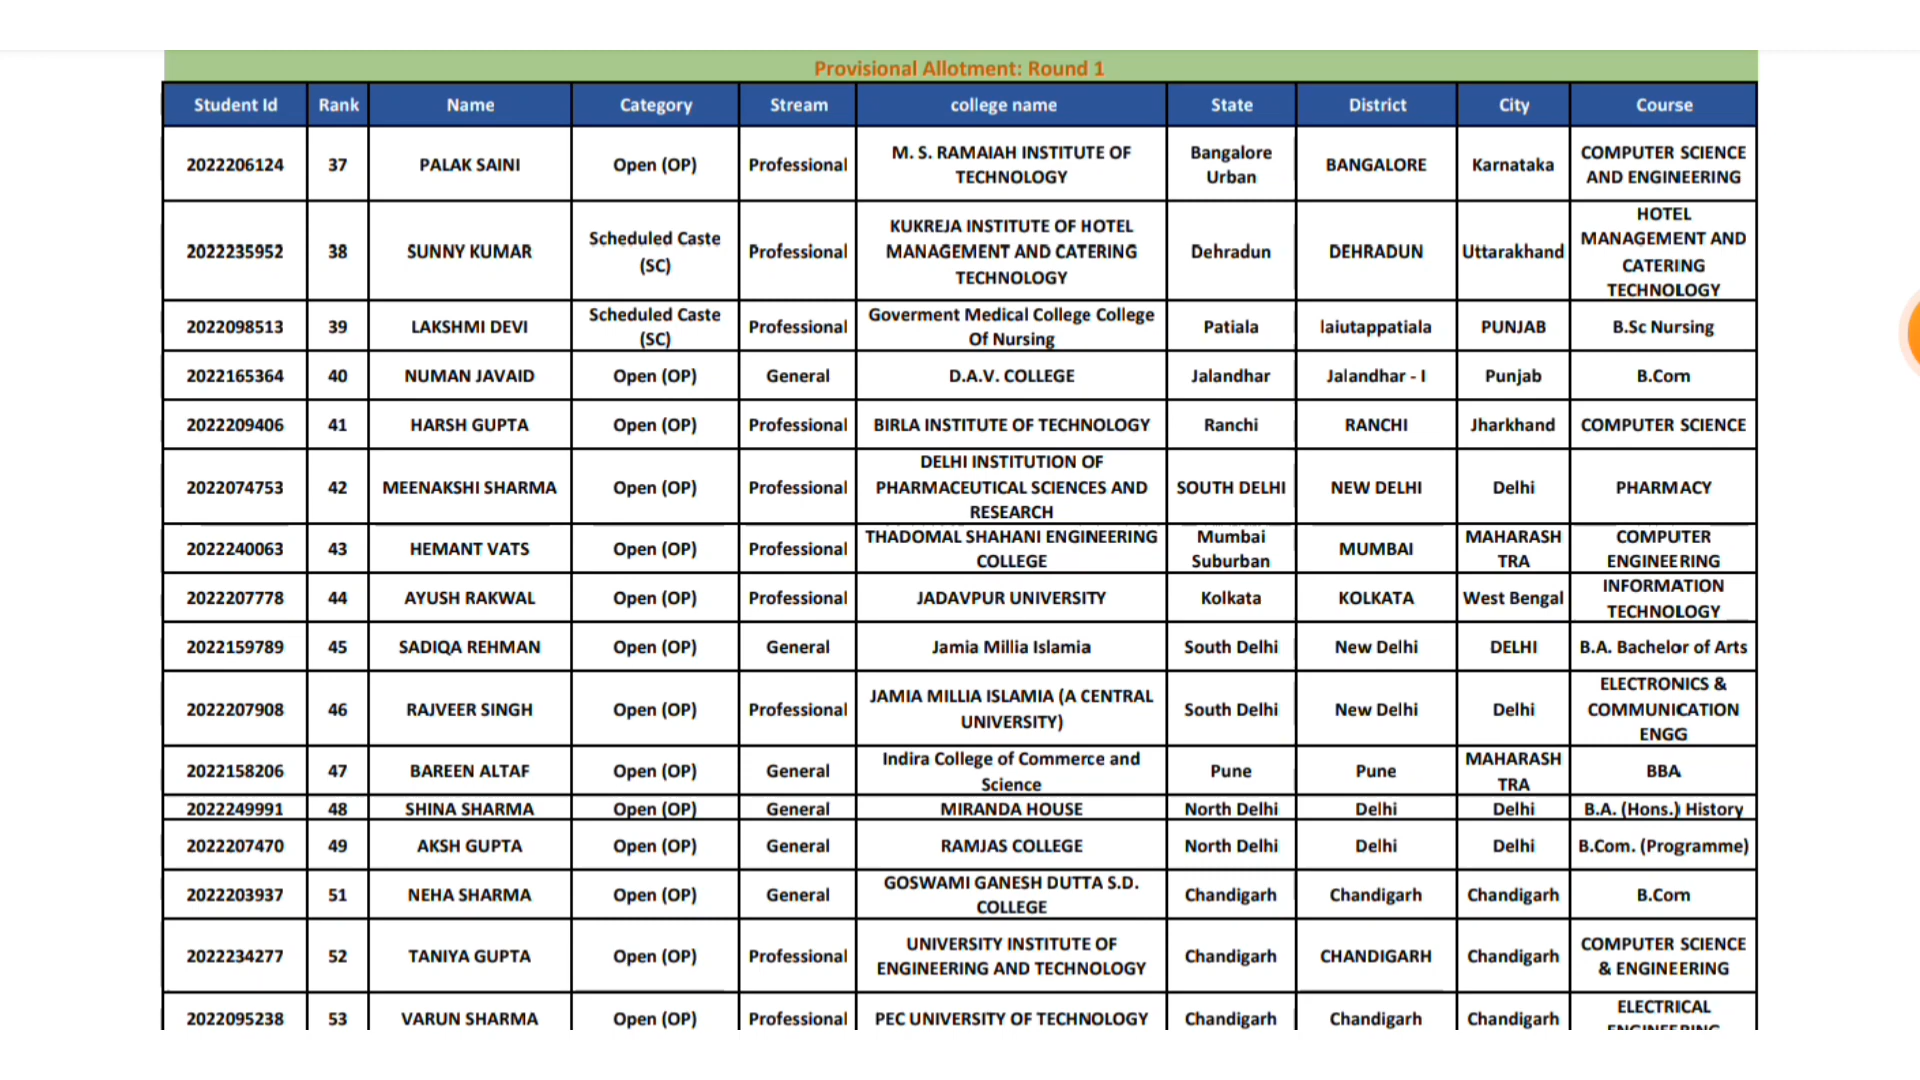 Provisional Allotment: Round 1
Student Id Rank Name Category Stream college name State District City Course
2022206124 37 PALAK SAINI Open (OP) Professional M. S. RAMAIAH INSTITUTE OF TECHNOLOGY Bangalore Urban BANGALORE Karnataka COMPUTER SCIENCE AND ENGINEERING
2022235952 38 SUNNY KUMAR Scheduled Caste (SC) Professional KUKREJA INSTITUTE OF HOTEL MANAGEMENT AND CATERING TECHNOLOGY Dehradun DEHRADUN Uttarakhand HOTEL MANAGEMENT AND CATERING TECHNOLOGY
2022098513 39 LAKSHMI DEVI Scheduled Caste (SC) Professional Goverment Medical College College Of Nursing Patiala laiutappatiala PUNJAB B.Sc Nursing
2022165364 40 NUMAN JAVAID Open (OP) General D.A.V. COLLEGE Jalandhar Jalandhar - I Punjab B.Com
2022209406 41 HARSH GUPTA Open (OP) Professional BIRLA INSTITUTE OF TECHNOLOGY Ranchi RANCHI Jharkhand COMPUTER SCIENCE
2022074753 42 MEENAKSHI SHARMA Open (OP) Professional DELHI INSTITUTION OF PHARMACEUTICAL SCIENCES AND RESEARCH SOUTH DELHI NEW DELHI Delhi PHARMACY
2022240063 43 HEMANT VATS Open (OP) Professional THADOMAL SHAHANI ENGINEERING COLLEGE Mumbai Suburban MUMBAI MAHARASH TRA COMPUTER ENGINEERING
2022207778 44 AYUSH RAKWAL Open (OP) Professional JADAVPUR UNIVERSITY Kolkata KOLKATA West Bengal INFORMATION TECHNOLOGY
2022159789 45 SADIQA REHMAN Open (OP) General Jamia Millia Islamia South Delhi New Delhi DELHI B.A. Bachelor of Arts
2022207908 46 RAJVEER SINGH Open (OP) Professional JAMIA MILLIA ISLAMIA (A CENTRAL UNIVERSITY) South Delhi New Delhi Delhi ELECTRONICS & COMMUNICATION ENGG
2022158206 47 BAREEN ALTAF Open (OP) General Indira College of Commerce and Science Pune Pune MAHARASH TRA BBA
2022249991 48 SHINA SHARMA Open (OP) General MIRANDA HOUSE North Delhi Delhi Delhi B.A. (Hons.) History
2022207470 49 AKSH GUPTA Open (OP) General RAMJAS COLLEGE North Delhi Delhi Delhi B.Com. (Programme)
2022203937 51 NEHA SHARMA Open (OP) General GOSWAMI GANESH DUTTA S.D. COLLEGE Chandigarh Chandigarh Chandigarh B.Com
2022234277 52 TANIYA GUPTA Open (OP) Professional UNIVERSITY INSTITUTE OF ENGINEERING AND TECHNOLOGY Chandigarh CHANDIGARH Chandigarh COMPUTER SCIENCE & ENGINEERING
2022095238 53 VARUN SHARMA Open (OP) Professional PEC UNIVERSITY OF TECHNOLOGY Chandigarh Chandigarh Chandigarh ELECTRICAL